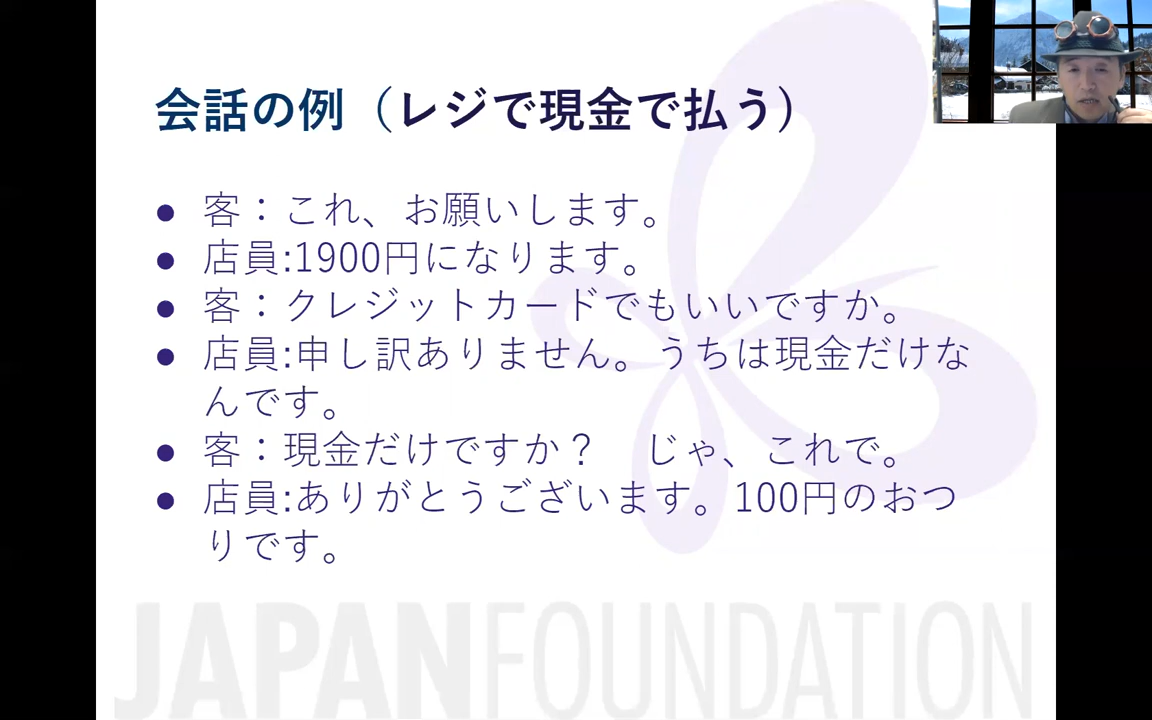 会話の例（レジで現金で払う）
● 客：これ、お願いします。
● 店員:1900円になります。
● 客：クレジットカードでもいいですか。
● 店員:申し訳ありません。うちは現金だけな
んです。
● 客：現金だけですか？　じゃ、これで。
● 店員:ありがとうございます。100円のおつ
りです。
JAPANFOUNDATION